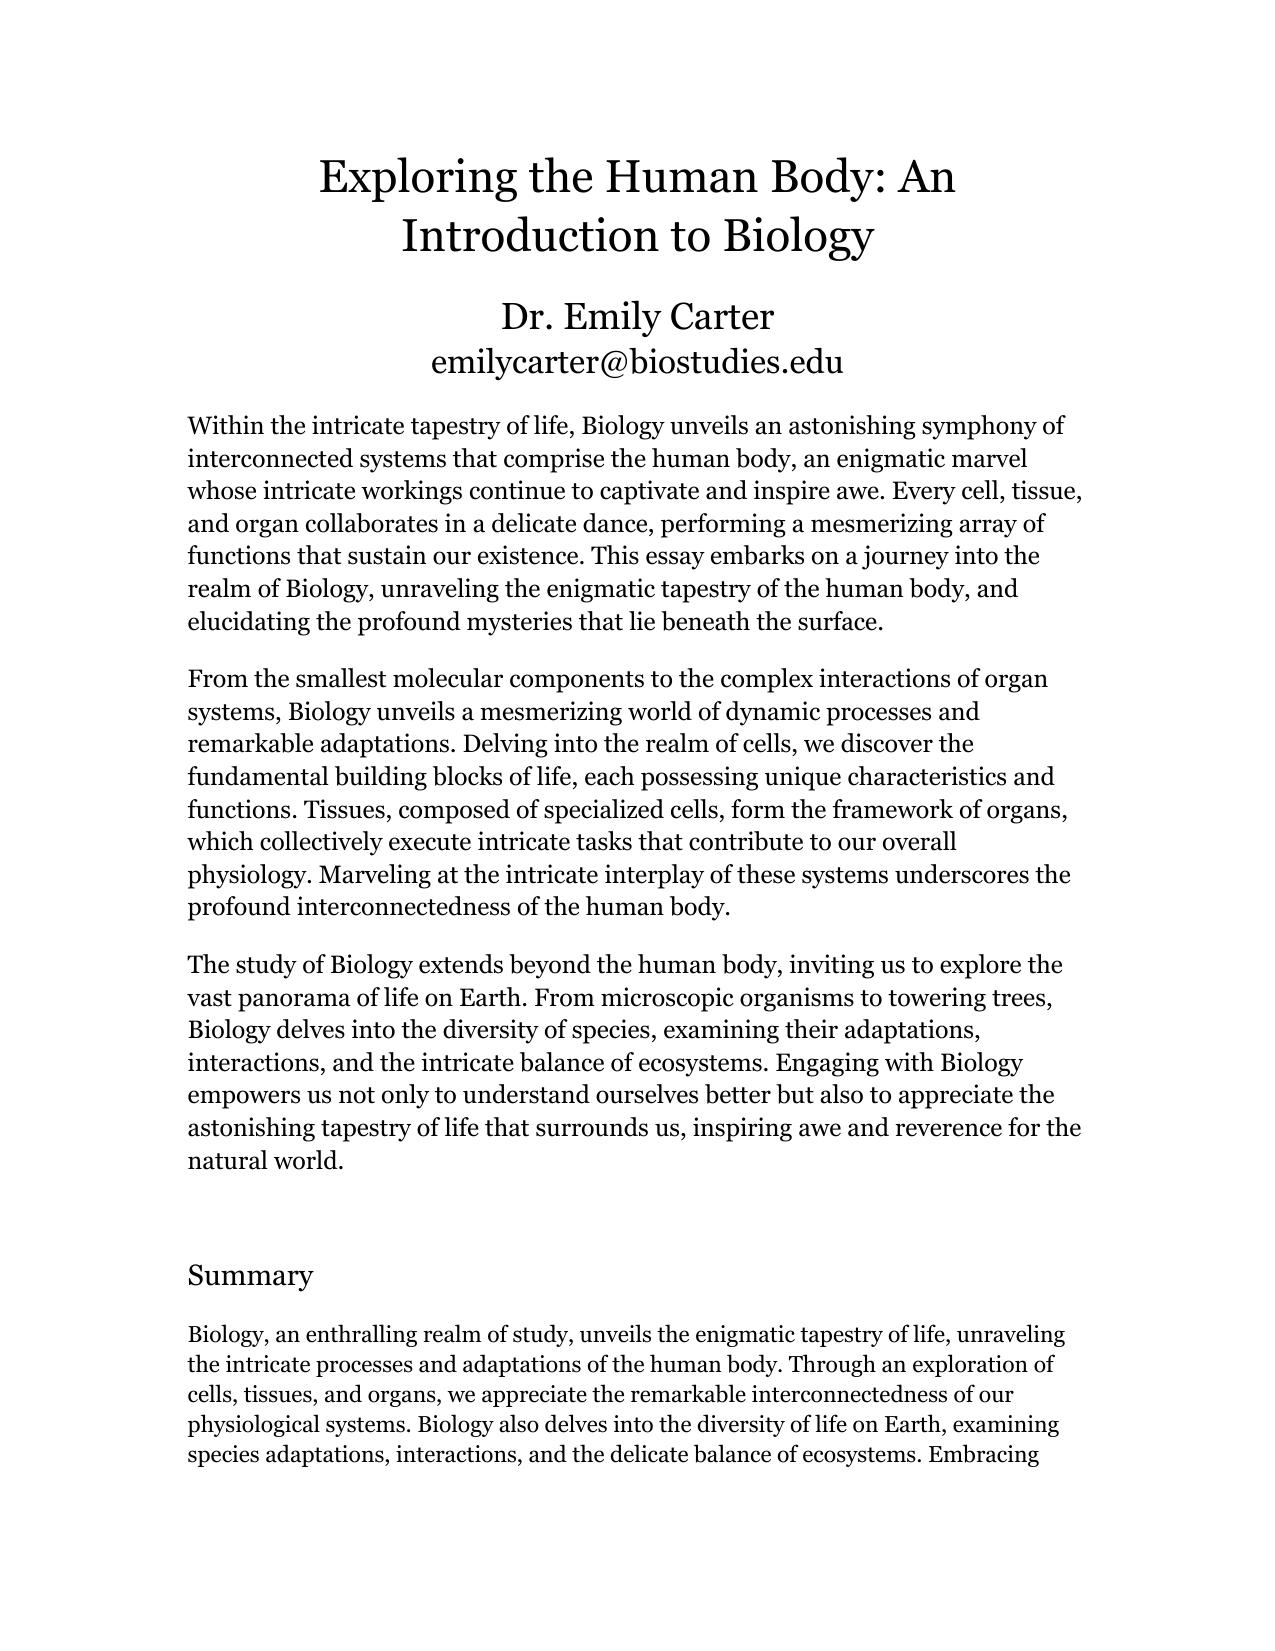 Exploring the Human Body: An
Introduction to Biology
Dr. Emily Carter
emilycarter@biostudies.edu
Within the intricate tapestry of life, Biology unveils an astonishing symphony of
interconnected systems that comprise the human body, an enigmatic marvel
whose intricate workings continue to captivate and inspire awe. Every cell, tissue,
and organ collaborates in a delicate dance, performing a mesmerizing array of
functions that sustain our existence. This essay embarks on a journey into the
realm of Biology, unraveling the enigmatic tapestry of the human body, and
elucidating the profound mysteries that lie beneath the surface.
From the smallest molecular components to the complex interactions of organ
systems, Biology unveils a mesmerizing world of dynamic processes and
remarkable adaptations. Delving into the realm of cells, we discover the
fundamental building blocks of life, each possessing unique characteristics and
functions. Tissues, composed of specialized cells, form the framework of organs,
which collectively execute intricate tasks that contribute to our overall
physiology. Marveling at the intricate interplay of these systems underscores the
profound interconnectedness of the human body.
The study of Biology extends beyond the human body, inviting us to explore the
vast panorama of life on Earth. From microscopic organisms to towering trees,
Biology delves into the diversity of species, examining their adaptations,
interactions, and the intricate balance of ecosystems. Engaging with Biology
empowers us not only to understand ourselves better but also to appreciate the
astonishing tapestry of life that surrounds us, inspiring awe and reverence for the
natural world.
Summary
Biology, an enthralling realm of study, unveils the enigmatic tapestry of life, unraveling
the intricate processes and adaptations of the human body. Through an exploration of
cells, tissues, and organs, we appreciate the remarkable interconnectedness of our
physiological systems. Biology also delves into the diversity of life on Earth, examining
species adaptations, interactions, and the delicate balance of ecosystems. Embracing